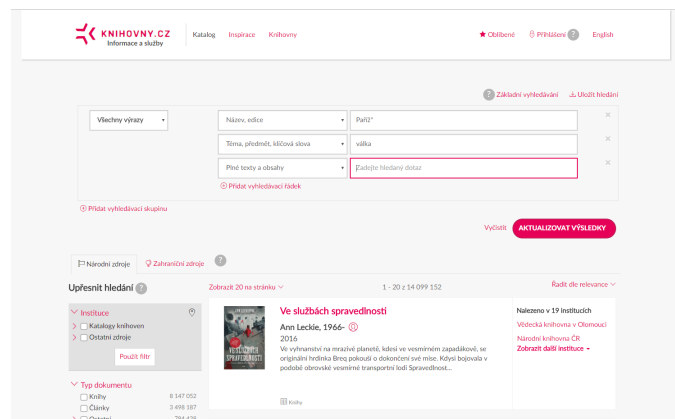 KNIHOVNY.CZ
Informace a služby
Katalog Inspirace Knihovny
Oblíbené Přihlášení ? English
? Základní vyhledávání Uložit hledání
Všechny výrazy
Název, edice Paříž*
Téma, předmět, klíčová slova válka
Plné texty a obsahy Zadejte hledaný dotaz
Přidat vyhledávací řádek
Přidat vyhledávací skupinu
Vyčistit AKTUALIZOVAT VÝSLEDKY
Národní zdroje Zahraniční zdroje ?
Upřesnit hledání ? Zobrazit 20 na stránku 1 - 20 z 14 099 152 Řadit dle relevance
Instituce
Katalogy knihoven
Ostatní zdroje
Použít filtr
Typ dokumentu
Knihy 8 147 052
Články 3 498 187
Ostatní 784 428
VE SLUŽBÁCH
SPRAVEDLNOSTI
Ve službách spravedlnosti
Ann Leckie, 1966-
2016
Ve vyhnanství na mrazivé planetě, kdesi ve vesmírném zapadákově, se
originální hrdinka Breq pokouší o dokončení své mise. Kdysi bojovala v
podobě obrovské vesmírné transportní lodi Spravedlnost...
Knihy
Nalezeno v 19 institucích
Vědecká knihovna v Olomouci
Národní knihovna ČR
Zobrazit další instituce